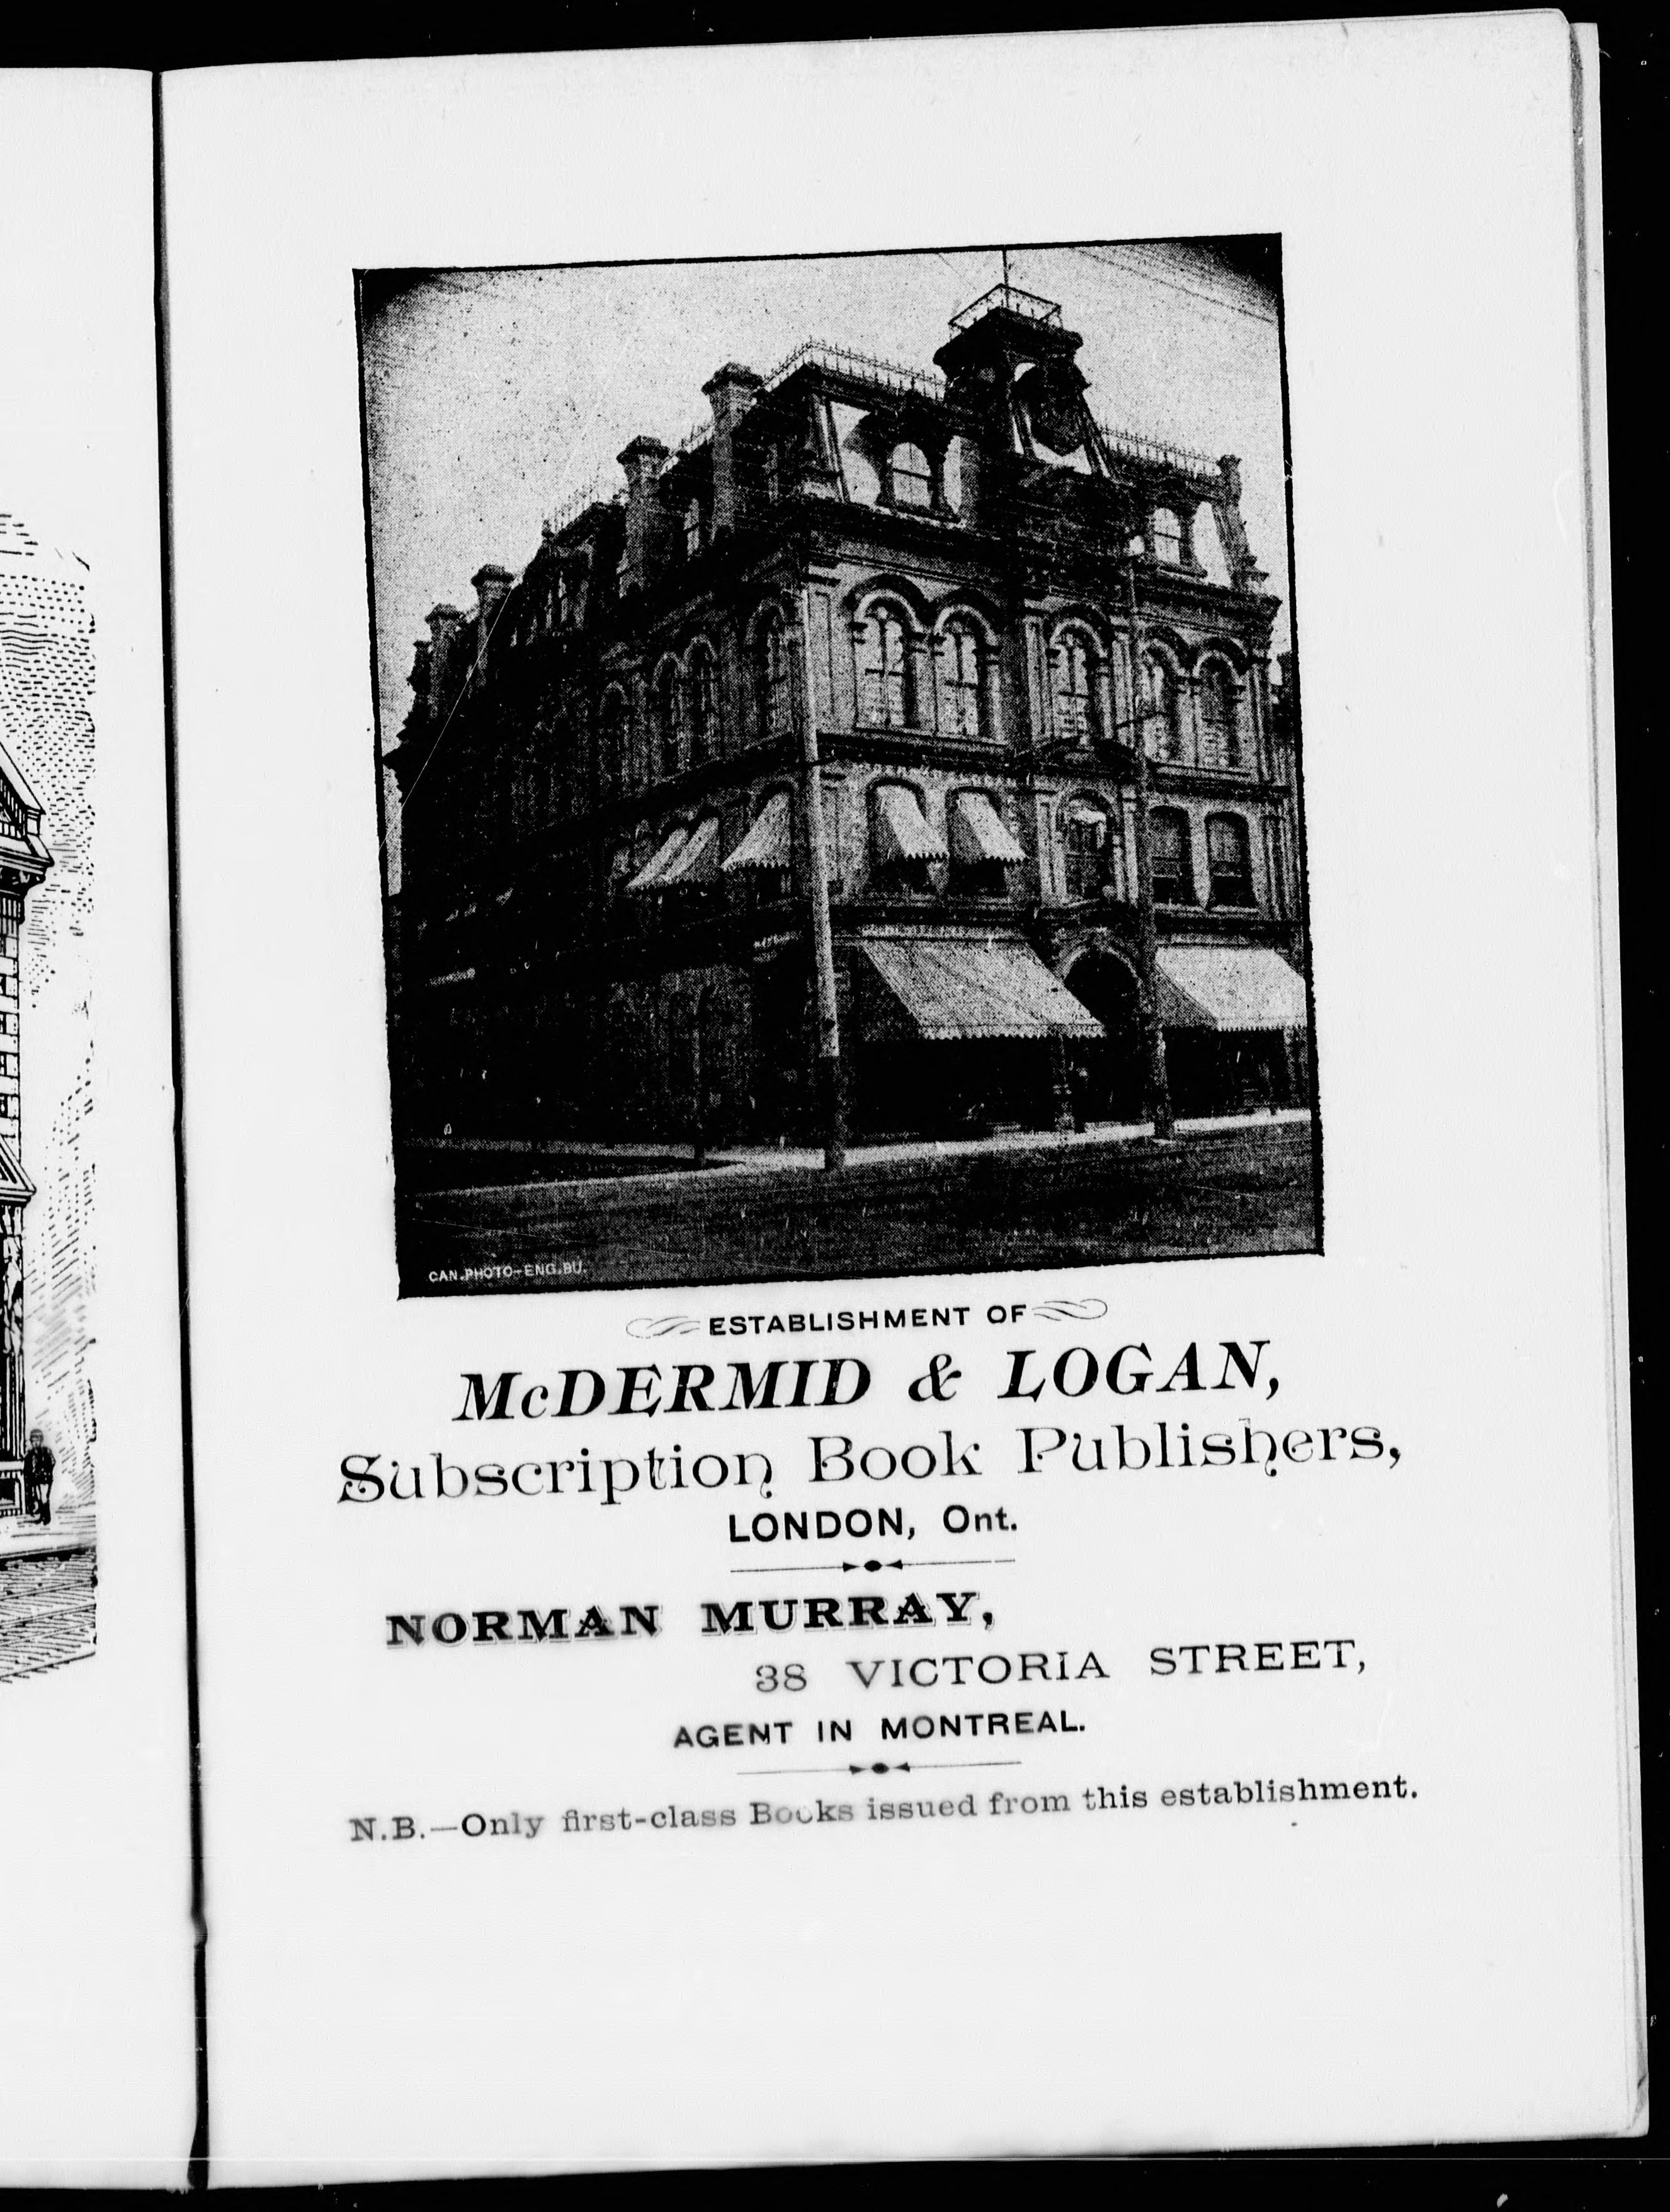 CAN.PHOTO-ENG.BU.
ESTABLISHMENT OF
McDERMID & LOGAN,
Subscription Book Publishers,
LONDON, Ont.
NORMAN MURRAY,
38 VICTORIA STREET,
AGENT IN MONTREAL.
N.B.—Only first-class Books issued from this establishment.